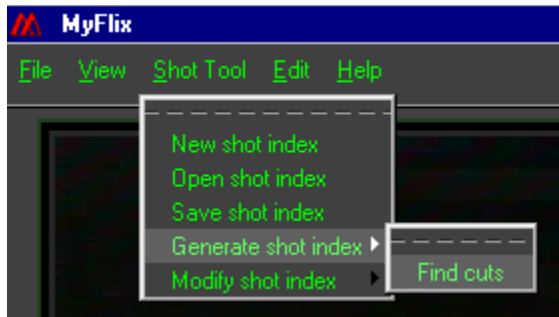 MyFlix
File View Shot Tool Edit Help
New shot index
Open shot index
Save shot index
Generate shot index
Find cuts
Modify shot index